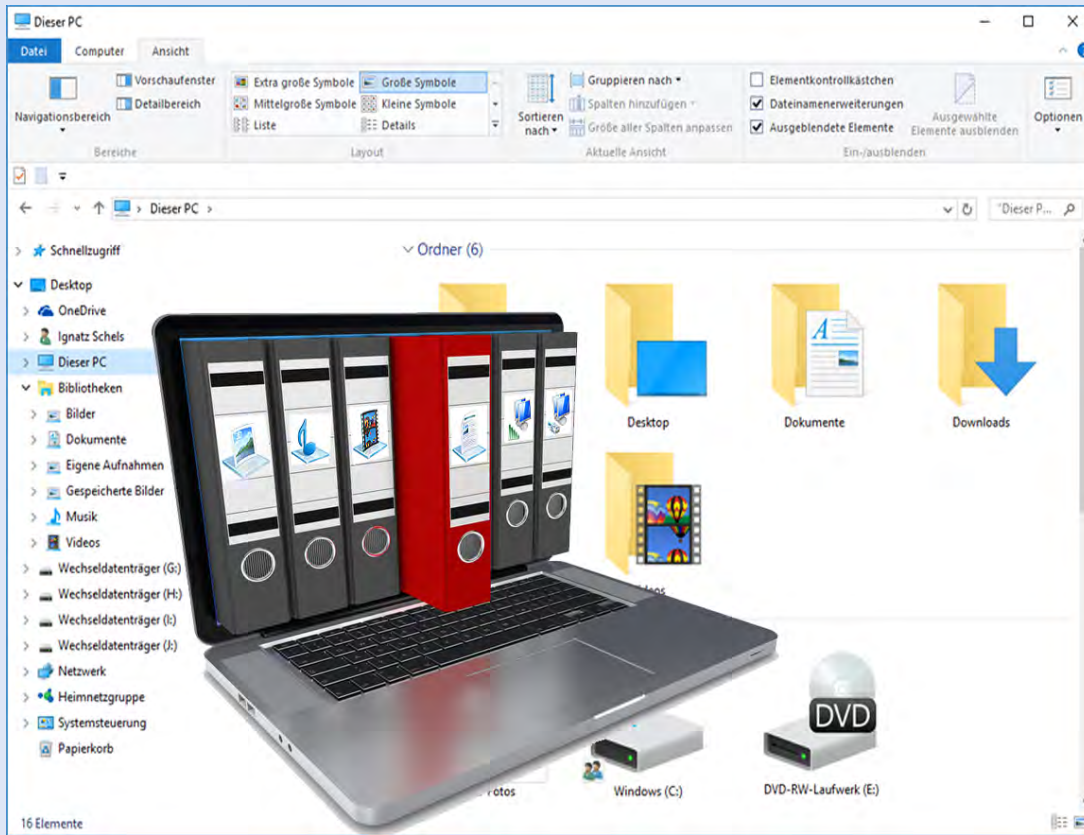 Dieser PC
Datei Computer Ansicht
Vorschaufenster
Detailbereich
Navigationsbereich
Bereiche
Extra große Symbole Große Symbole
Mittelgroße Symbole Kleine Symbole
Liste Details
Layout
Sortieren
nach
Gruppieren nach
Spalten hinzufügen
Größe aller Spalten anpassen
Aktuelle Ansicht
Elementkontrollkästchen
Dateinamenerweiterungen
Ausgeblendete Elemente
Ausgewählte
Elemente ausblenden
Ein-/ausblenden
Optionen
Dieser PC
"Dieser P...
Schnellzugriff
Desktop
OneDrive
Ignatz Schels
Dieser PC
Bibliotheken
Bilder
Dokumente
Eigene Aufnahmen
Gespeicherte Bilder
Musik
Videos
Wechseldatenträger (G:)
Wechseldatenträger (H:)
Wechseldatenträger (I:)
Wechseldatenträger (J:)
Netzwerk
Heimnetzgruppe
Systemsteuerung
Papierkorb
Ordner (6)
Desktop
Dokumente
Downloads
DVD
Fotos
Windows (C:)
DVD-RW-Laufwerk (E:)
16 Elemente